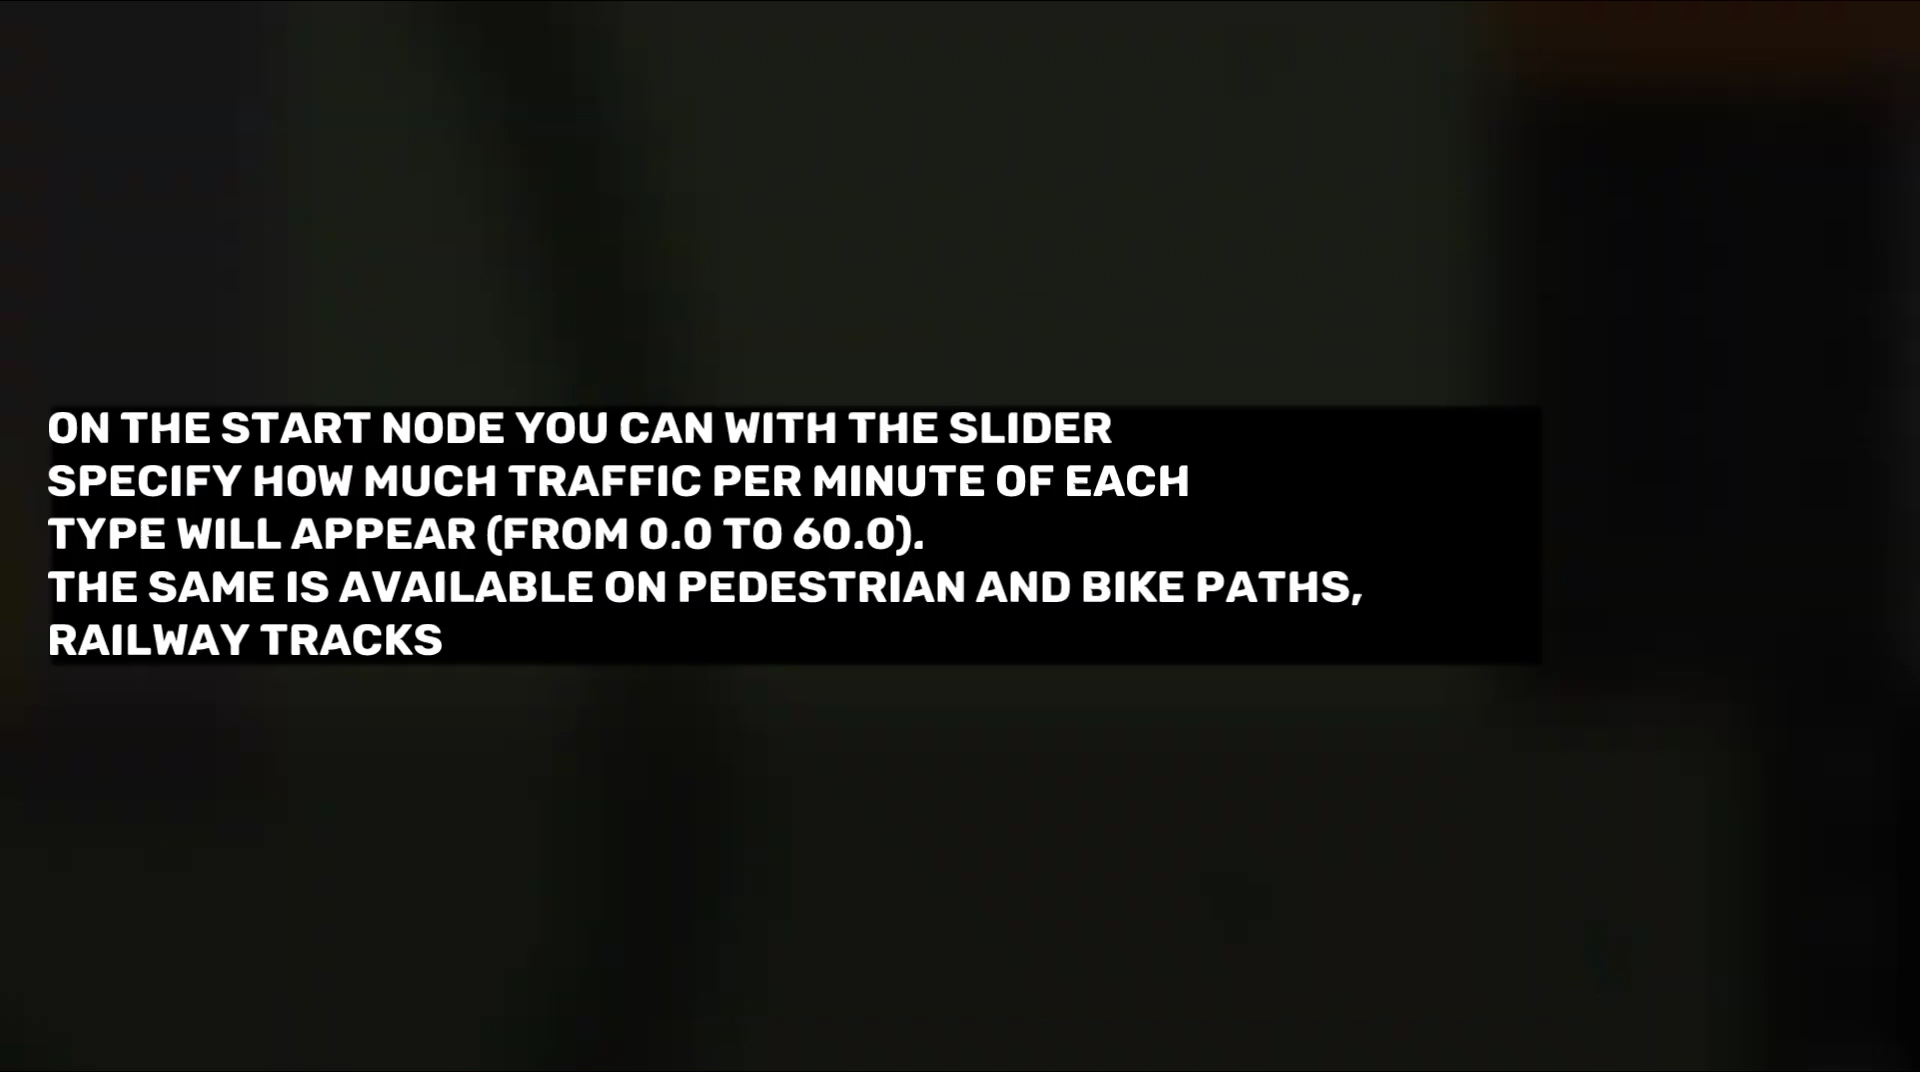 ON THE START NODE YOU CAN WITH THE SLIDER
SPECIFY HOW MUCH TRAFFIC PER MINUTE OF EACH
TYPE WILL APPEAR (FROM 0.0 TO 60.0).
THE SAME IS AVAILABLE ON PEDESTRIAN AND BIKE PATHS,
RAILWAY TRACKS